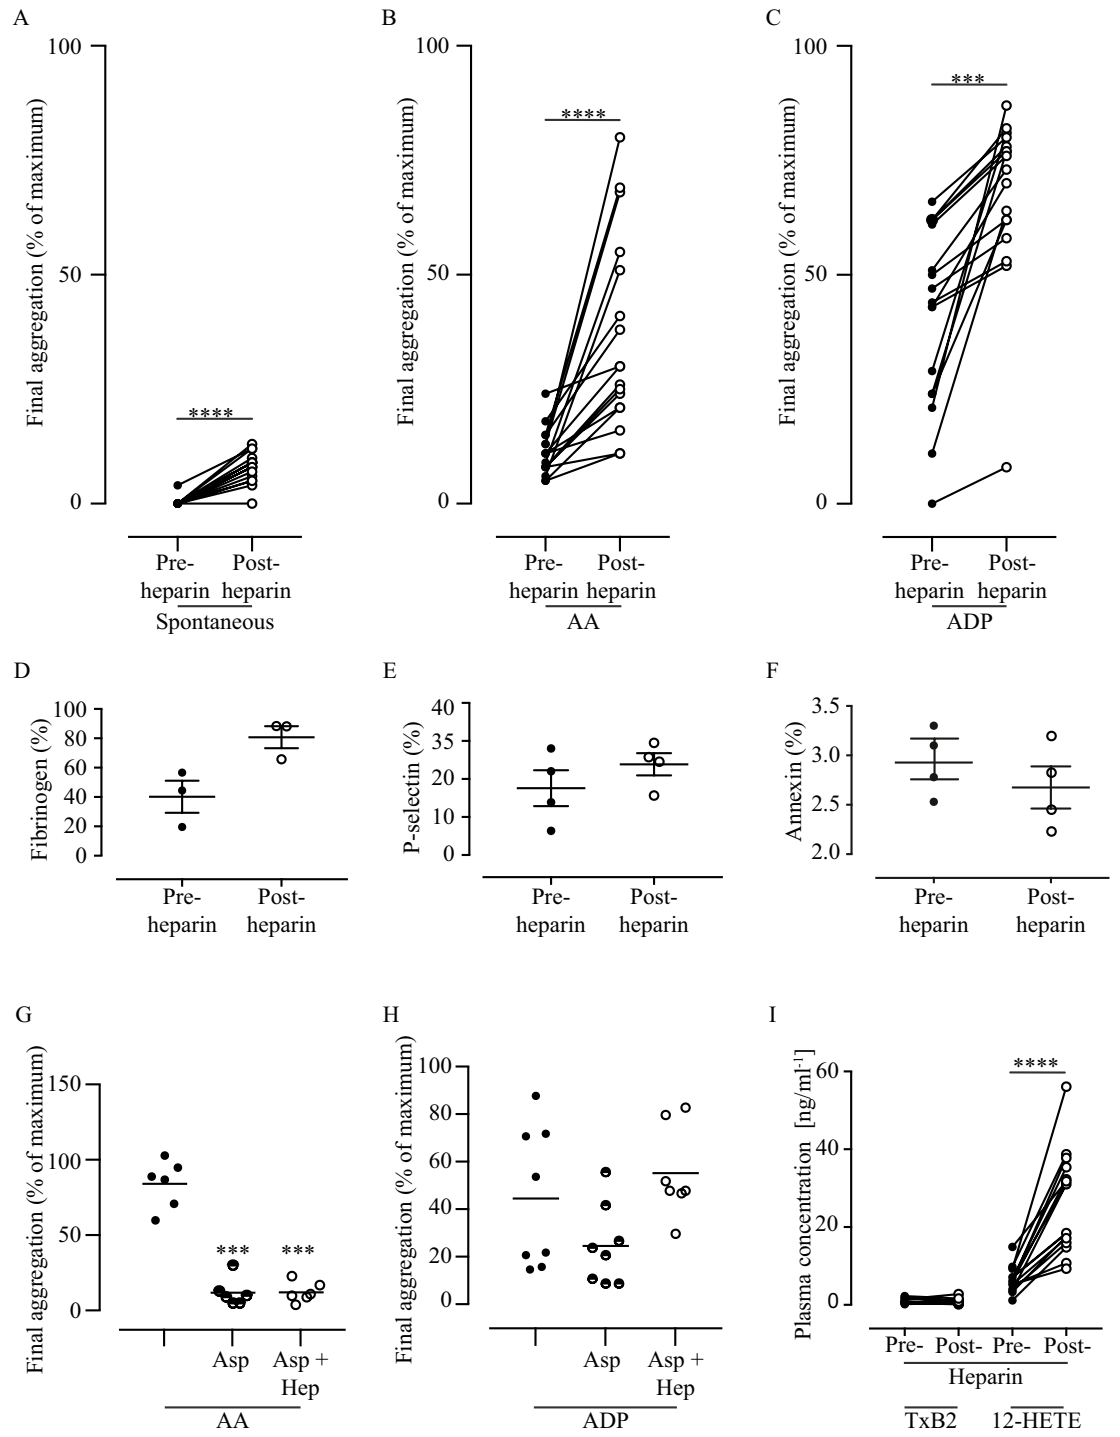 A
B
C
Final aggregation (% of maximum)
100
50
0
****
Pre-
heparin
Post-
heparin
Spontaneous
Final aggregation (% of maximum)
100
50
0
****
Pre-
heparin
Post-
heparin
AA
Final aggregation (% of maximum)
100
50
0
***
Pre-
heparin
Post-
heparin
ADP
D
E
F
Fibrinogen (%)
100
80
60
40
20
0
Pre-
heparin
Post-
heparin
P-selectin (%)
40
35
20
10
0
Pre-
heparin
Post-
heparin
Annexin (%)
3.5
3.0
2.5
2.0
Pre-
heparin
Post-
heparin
G
H
I
Final aggregation (% of maximum)
150
100
50
0
***
***
Asp
Asp +
Hep
AA
Final aggregation (% of maximum)
100
80
60
40
20
0
Asp
Asp +
Hep
ADP
Plasma concentration [ng/ml⁻¹]
60
40
20
0
****
Pre- Post- Pre- Post-
Heparin
TxB2
12-HETE